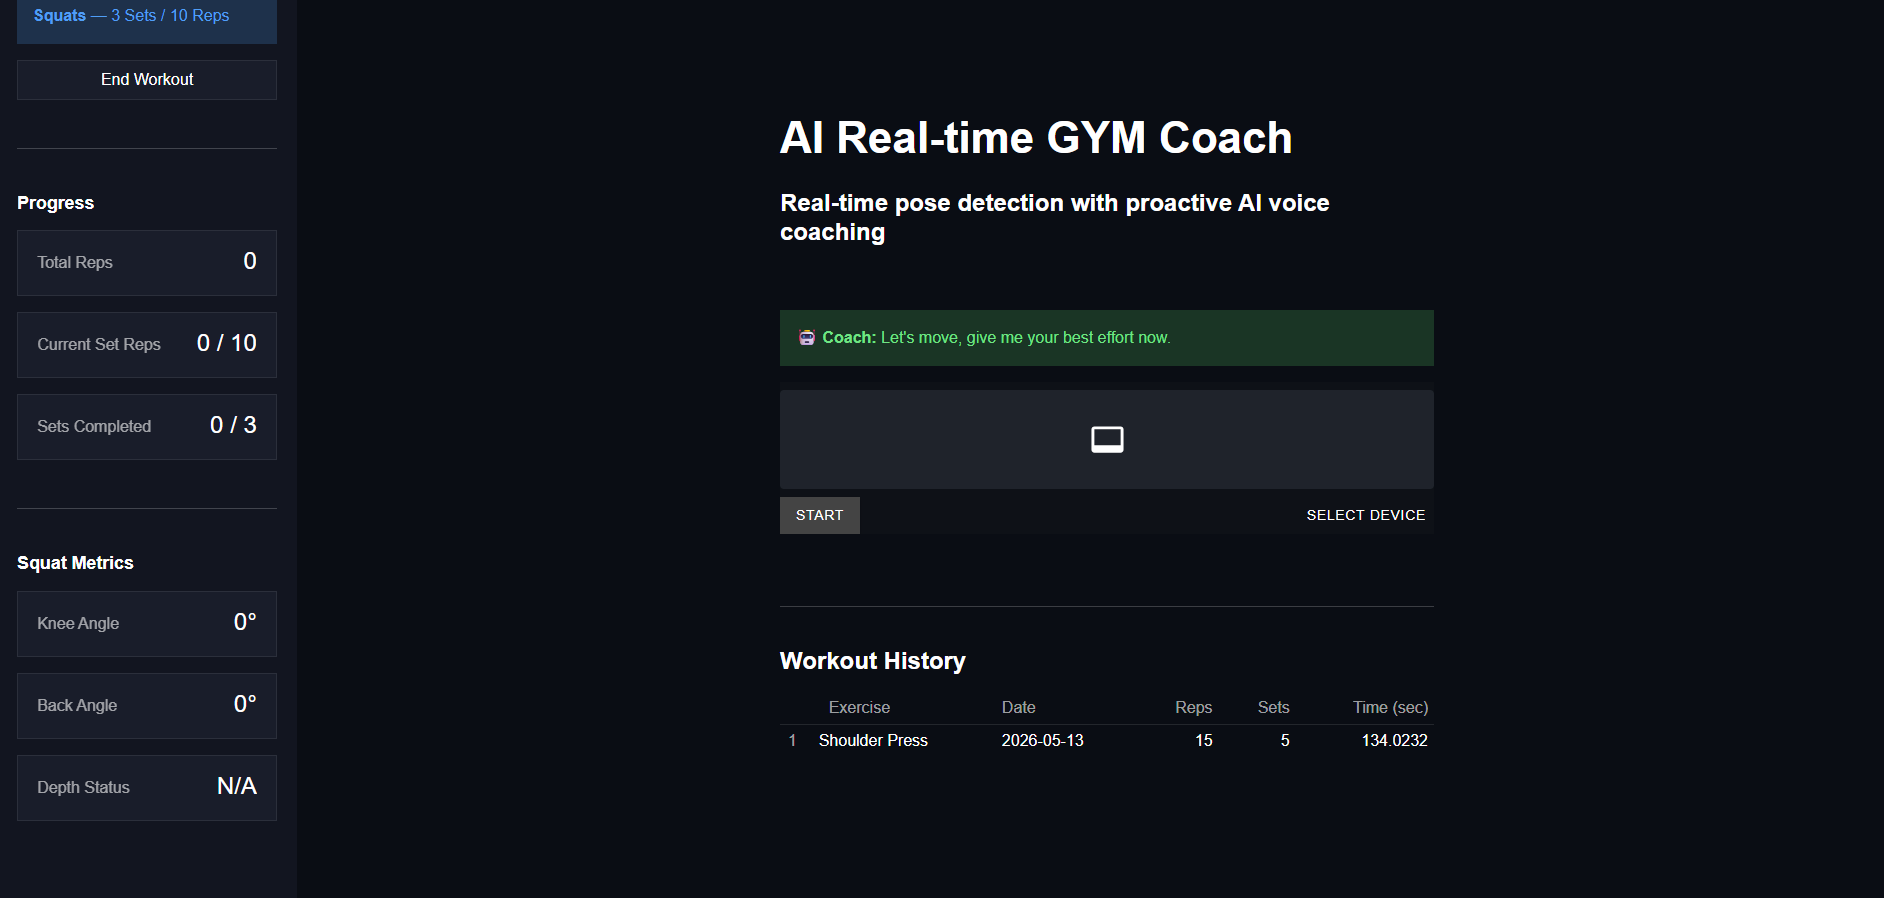 Squats — 3 Sets / 10 Reps
End Workout
Progress
Total Reps 0
Current Set Reps 0 / 10
Sets Completed 0 / 3
Squat Metrics
Knee Angle 0°
Back Angle 0°
Depth Status N/A
AI Real-time GYM Coach
Real-time pose detection with proactive AI voice
coaching
Coach: Let's move, give me your best effort now.
START SELECT DEVICE
Workout History
Exercise Date Reps Sets Time (sec)
1 Shoulder Press 2026-05-13 15 5 134.0232